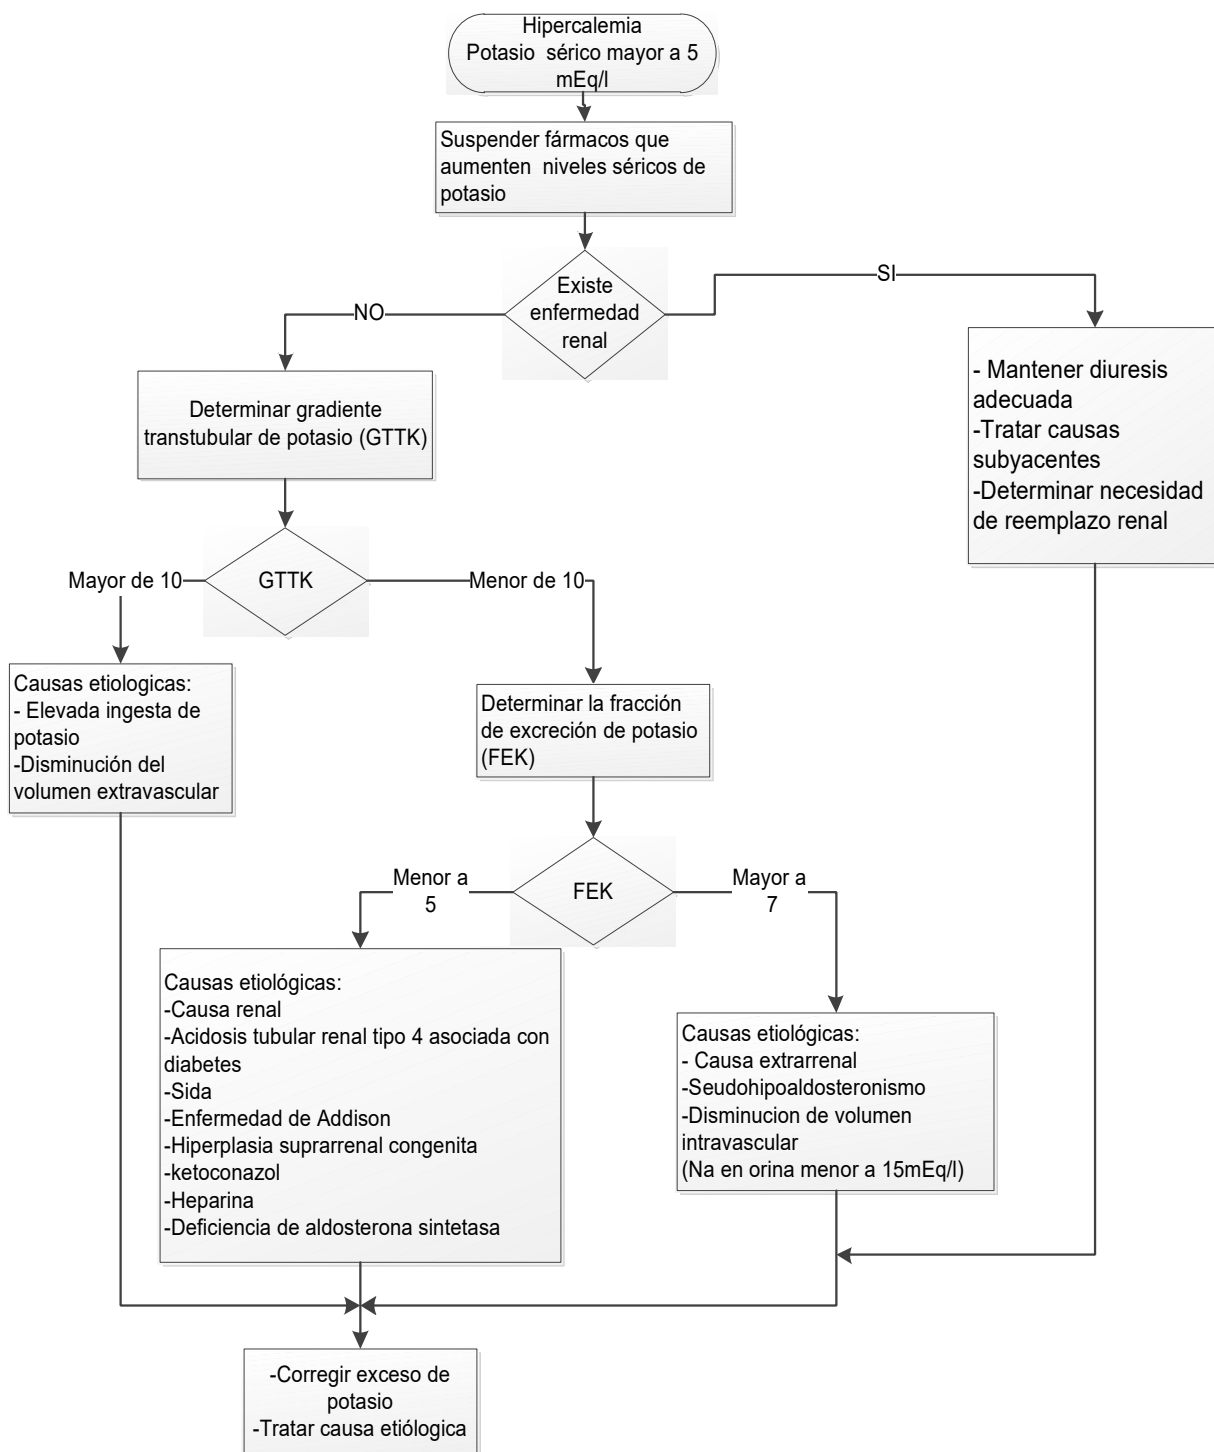 Hipercalemia
Potasio sérico mayor a 5
mEq/l
Suspender fármacos que
aumenten niveles séricos de
potasio
Existe
enfermedad
renal
NO
SI
Determinar gradiente
transtubular de potasio (GTTK)
- Mantener diuresis
adecuada
-Tratar causas
subyacentes
-Determinar necesidad
de reemplazo renal
GTTK
Mayor de 10
Menor de 10
Causas etiologicas:
- Elevada ingesta de
potasio
-Disminución del
volumen extravascular
Determinar la fracción
de excreción de potasio
(FEK)
FEK
Menor a
5
Mayor a
7
Causas etiológicas:
-Causa renal
-Acidosis tubular renal tipo 4 asociada con
diabetes
-Sida
-Enfermedad de Addison
-Hiperplasia suprarrenal congenita
-ketoconazol
-Heparina
-Deficiencia de aldosterona sintetasa
Causas etiológicas:
- Causa extrarrenal
-Seudohipoaldosteronismo
-Disminucion de volumen
intravascular
(Na en orina menor a 15mEq/l)
-Corregir exceso de
potasio
-Tratar causa etiólogica